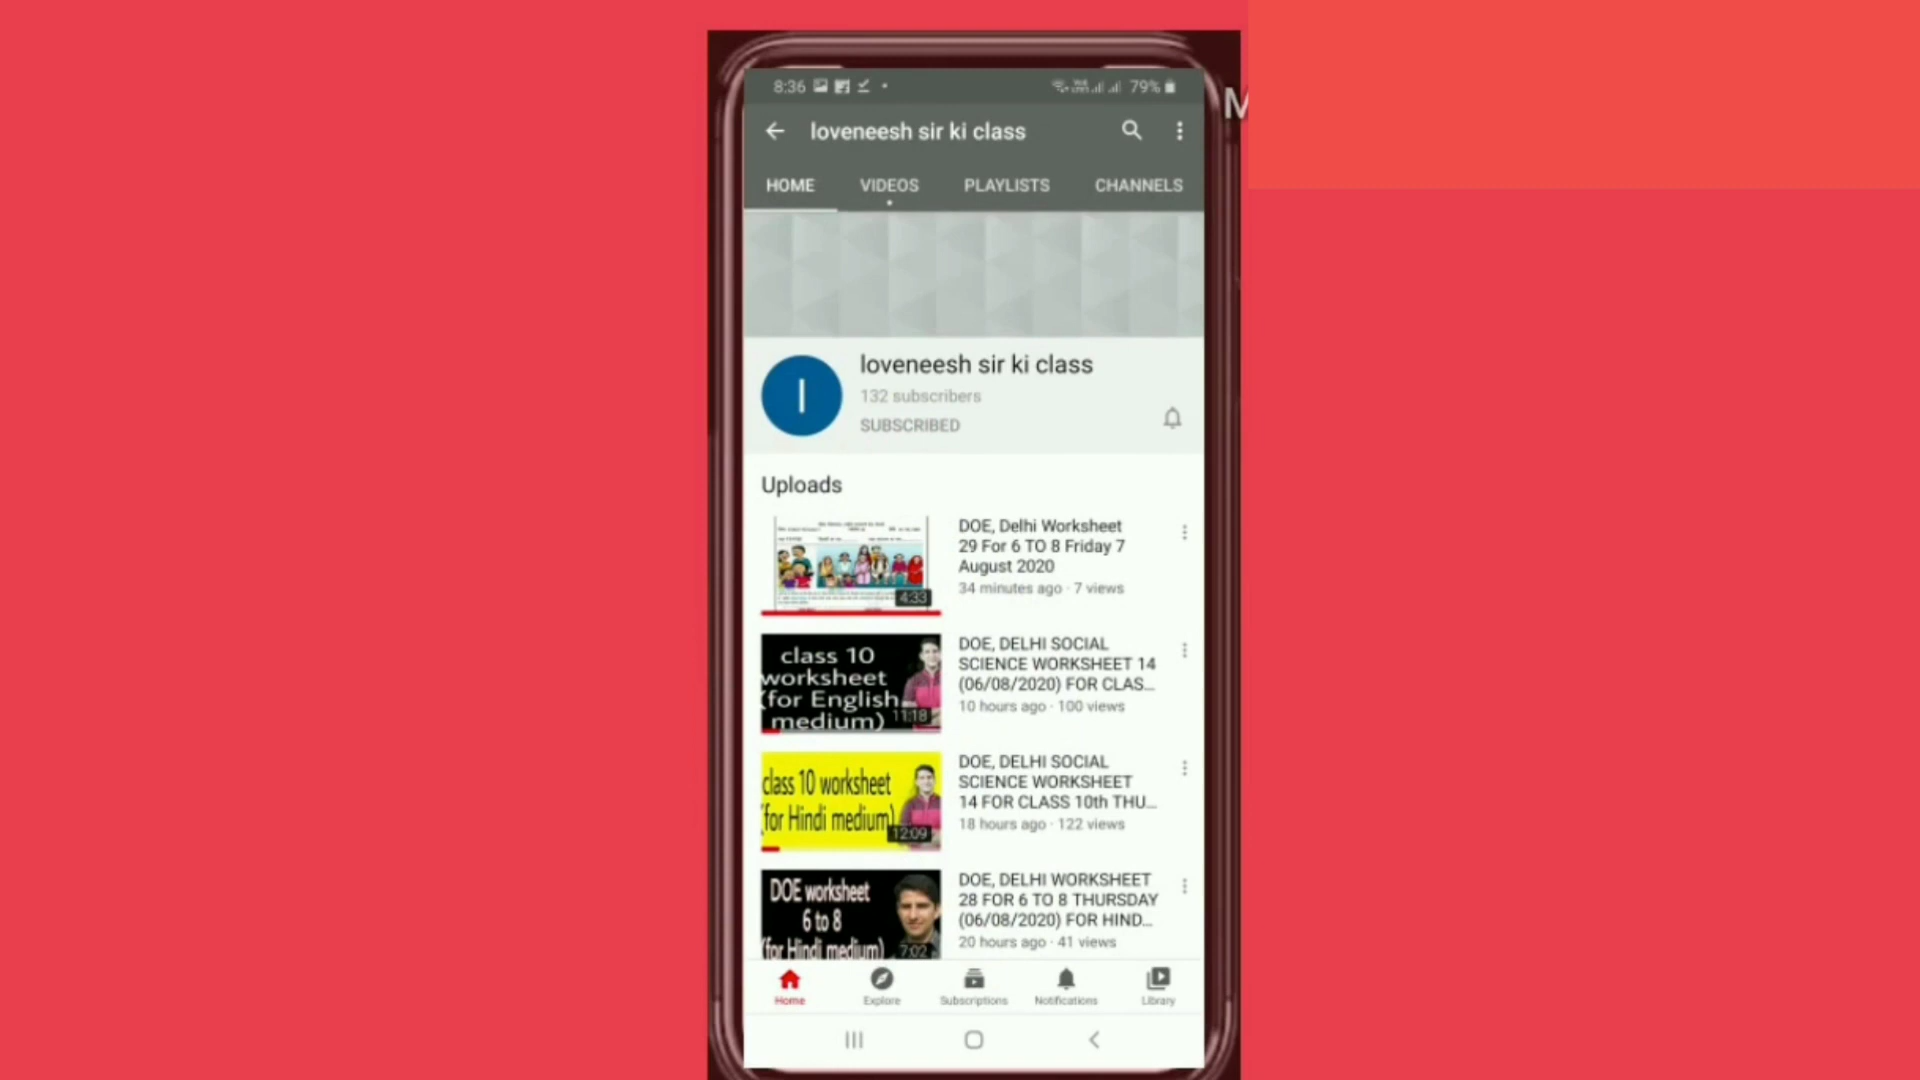 8:36
79%
M
loveneesh sir ki class
HOME VIDEOS PLAYLISTS CHANNELS
l
loveneesh sir ki class
132 subscribers
SUBSCRIBED
Uploads
4:33
DOE, Delhi Worksheet
29 For 6 TO 8 Friday 7
August 2020
34 minutes ago · 7 views
class 10
worksheet
(for English
medium)
11:18
DOE, DELHI SOCIAL
SCIENCE WORKSHEET 14
(06/08/2020) FOR CLAS...
10 hours ago · 100 views
class 10 worksheet
(for Hindi medium)
12:09
DOE, DELHI SOCIAL
SCIENCE WORKSHEET
14 FOR CLASS 10th THU...
18 hours ago · 122 views
DOE worksheet
6 to 8
(for Hindi medium)
7:02
DOE, DELHI WORKSHEET
28 FOR 6 TO 8 THURSDAY
(06/08/2020) FOR HIND...
20 hours ago · 41 views
Home Explore Subscriptions Notifications Library